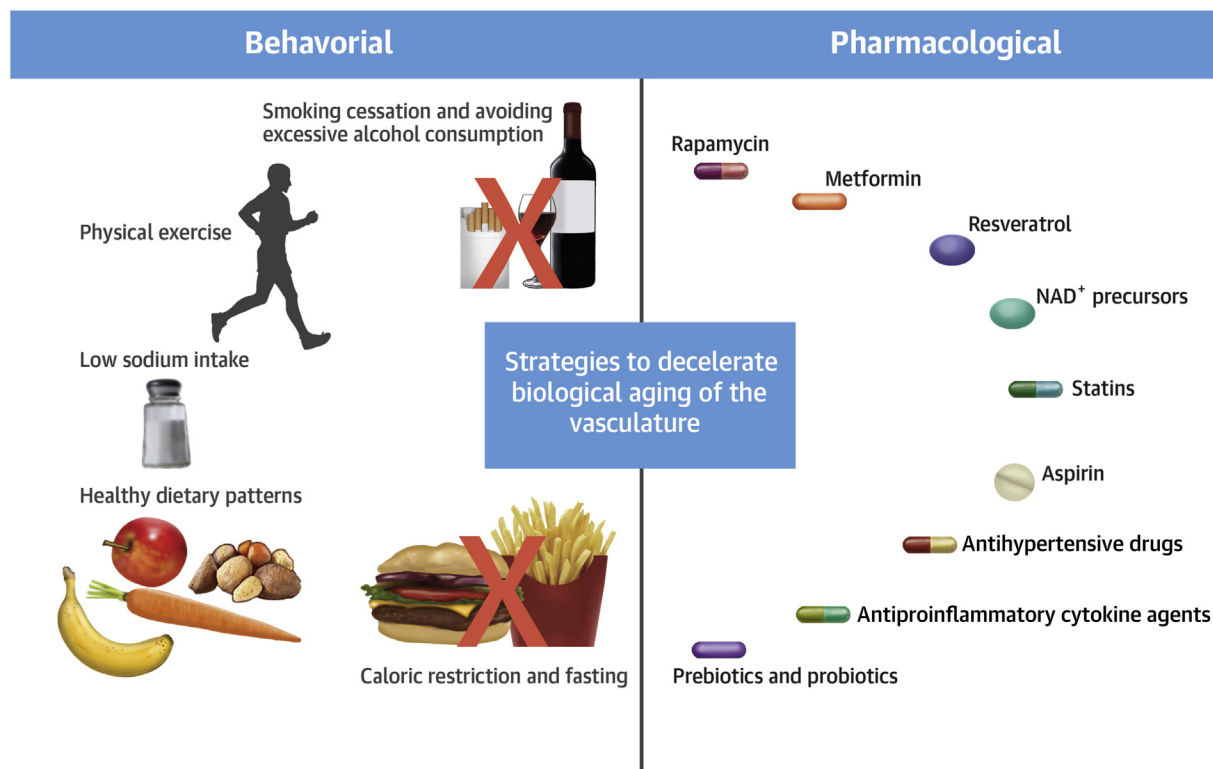 Behavorial
Pharmacological
Smoking cessation and avoiding
excessive alcohol consumption
Physical exercise
Low sodium intake
Healthy dietary patterns
Caloric restriction and fasting
Strategies to decelerate
biological aging of the
vasculature
Rapamycin
Metformin
Resveratrol
NAD⁺ precursors
Statins
Aspirin
Antihypertensive drugs
Antiproinflammatory cytokine agents
Prebiotics and probiotics